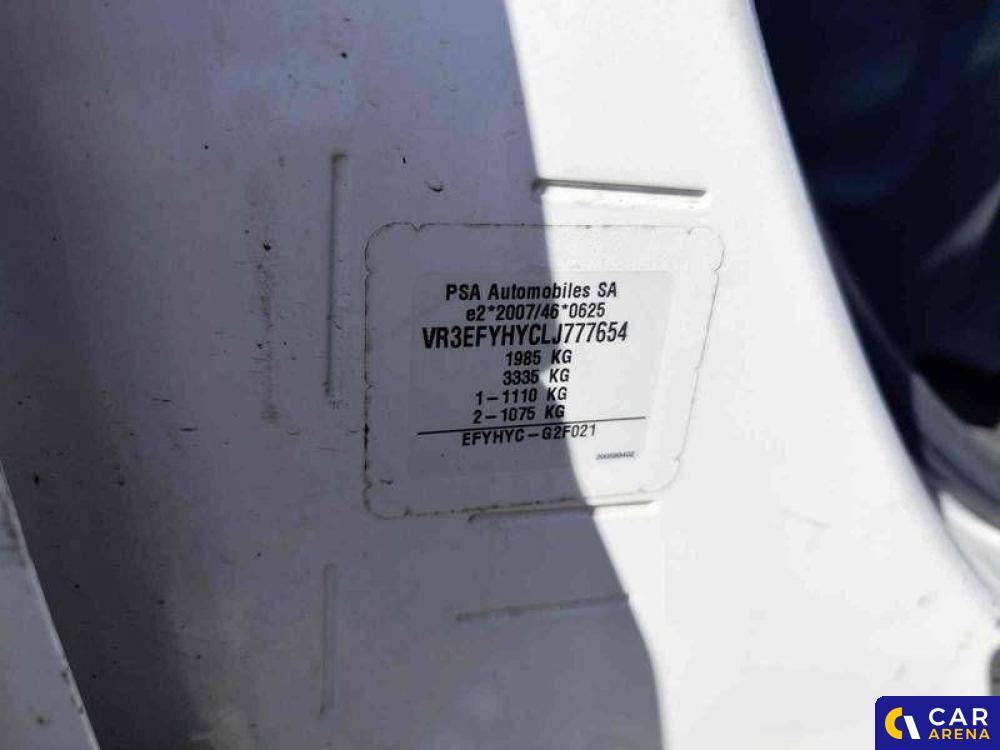 PSA Automobiles SA
e2*2007/46*0625
VR3EFYHYCLJ777654
1985 KG
3335 KG
1-1110 KG
2-1075 KG
EFYHYC-G2F021
CAR
ARENA